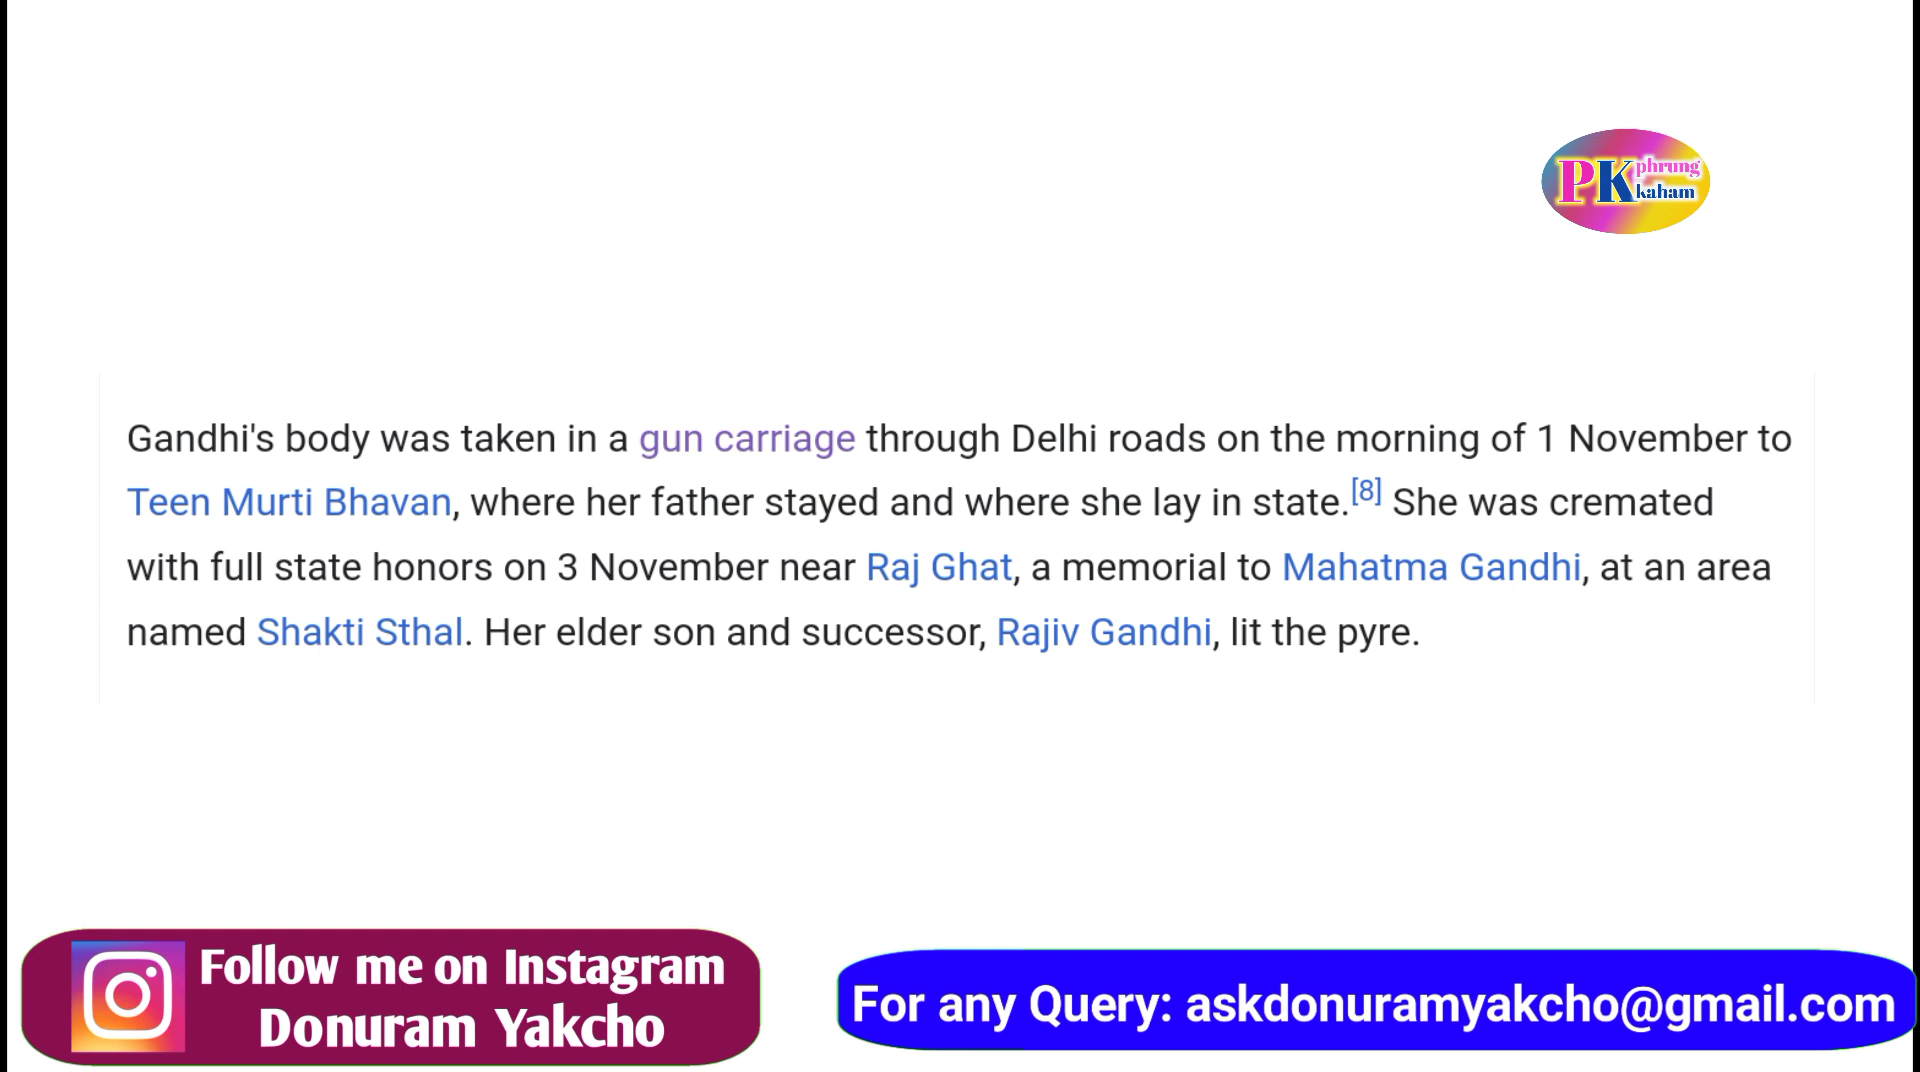 PK phrung
kaham
Gandhi's body was taken in a gun carriage through Delhi roads on the morning of 1 November to
Teen Murti Bhavan, where her father stayed and where she lay in state.[8] She was cremated
with full state honors on 3 November near Raj Ghat, a memorial to Mahatma Gandhi, at an area
named Shakti Sthal. Her elder son and successor, Rajiv Gandhi, lit the pyre.
Follow me on Instagram
Donuram Yakcho
For any Query: askdonuramyakcho@gmail.com